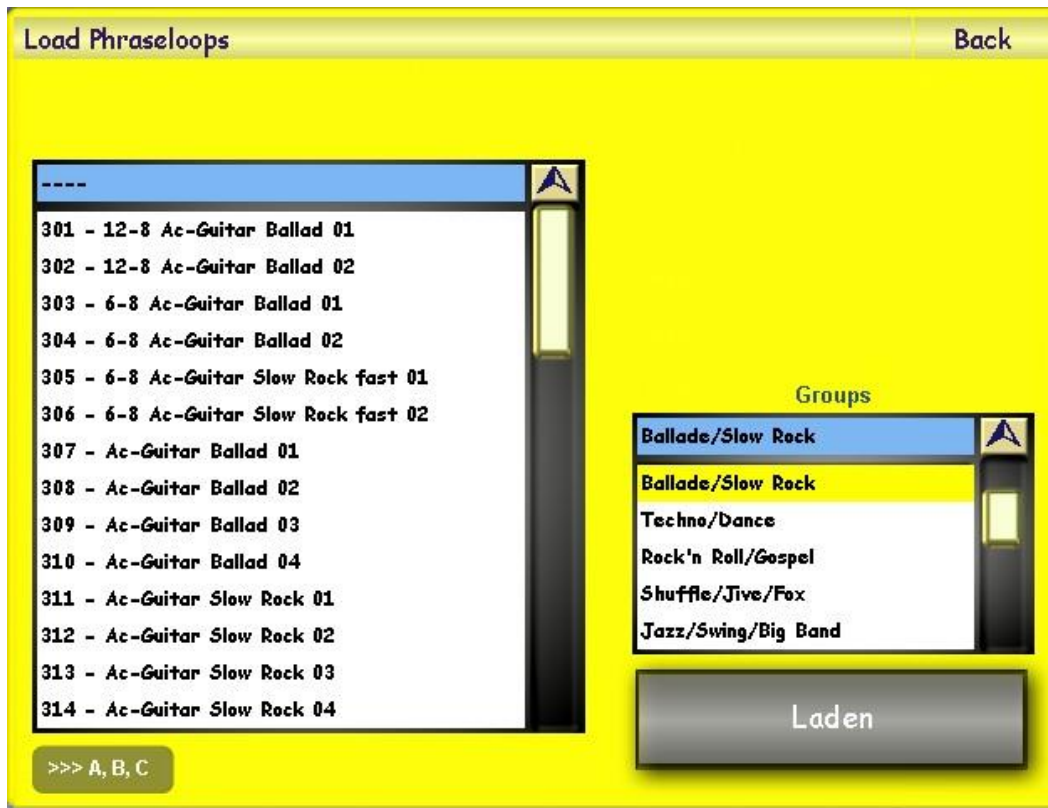 Load Phraseloops
Back
----
301 - 12-8 Ac-Guitar Ballad 01
302 - 12-8 Ac-Guitar Ballad 02
303 - 6-8 Ac-Guitar Ballad 01
304 - 6-8 Ac-Guitar Ballad 02
305 - 6-8 Ac-Guitar Slow Rock fast 01
306 - 6-8 Ac-Guitar Slow Rock fast 02
307 - Ac-Guitar Ballad 01
308 - Ac-Guitar Ballad 02
309 - Ac-Guitar Ballad 03
310 - Ac-Guitar Ballad 04
311 - Ac-Guitar Slow Rock 01
312 - Ac-Guitar Slow Rock 02
313 - Ac-Guitar Slow Rock 03
314 - Ac-Guitar Slow Rock 04
>>> A, B, C
Groups
Ballade/Slow Rock
Ballade/Slow Rock
Techno/Dance
Rock'n Roll/Gospel
Shuffle/Jive/Fox
Jazz/Swing/Big Band
Laden